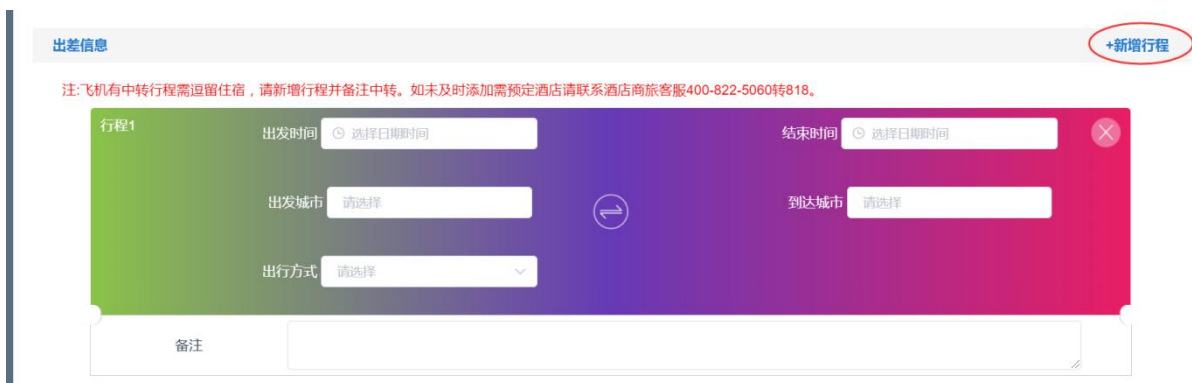 出差信息 +新增行程
注:飞机有中转行程需逗留住宿，请新增行程并备注中转。如未及时添加需预定酒店请联系酒店商旅客服400-822-5060转818。
行程1 出发时间 选择日期时间 结束时间 选择日期时间
出发城市 请选择 到达城市 请选择
出行方式 请选择
备注